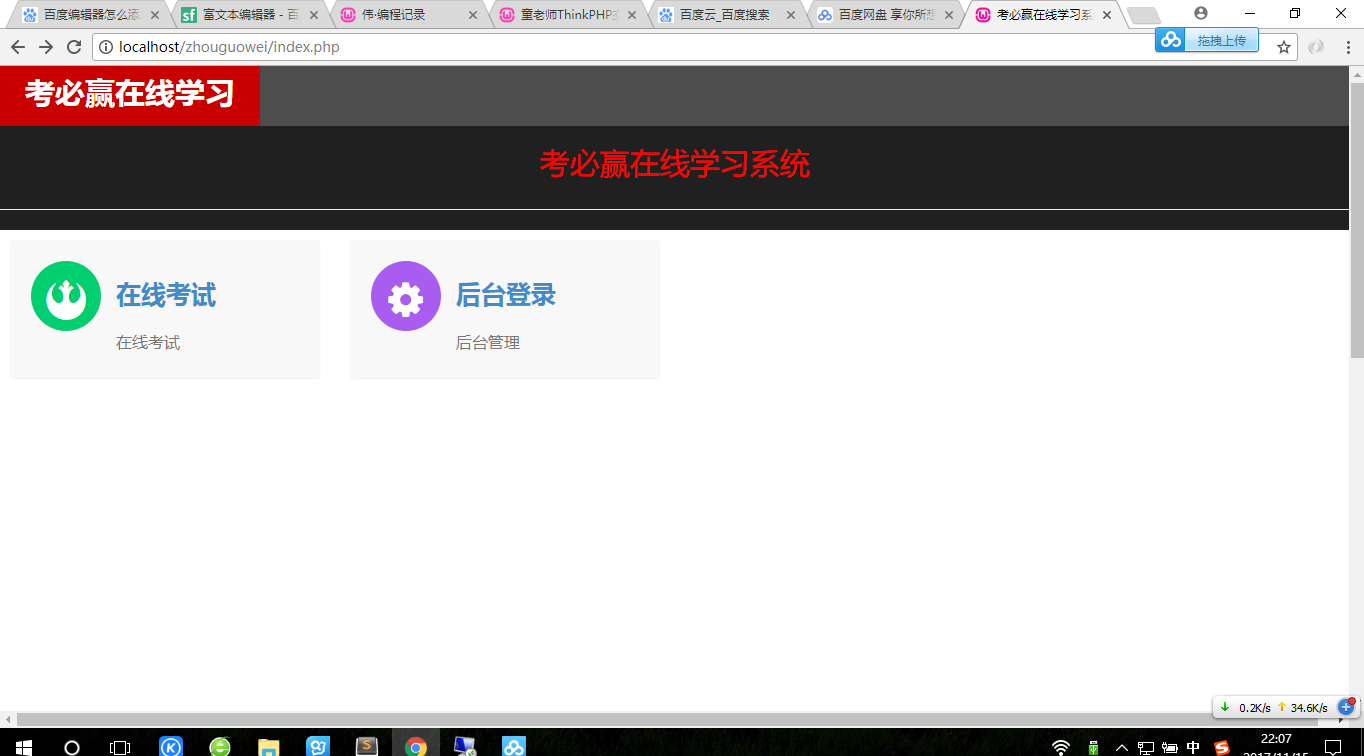 百度编辑器怎么添
sf 富文本编辑器 - 百
伟·编程记录
童老师ThinkPHP
百度云_百度搜索
百度网盘 享你所想
考必赢在线学习系
localhost/zhouguowei/index.php
拖拽上传
考必赢在线学习
考必赢在线学习系统
在线考试
在线考试
后台登录
后台管理
0.2K/s 34.6K/s
中
22:07
2017/11/15